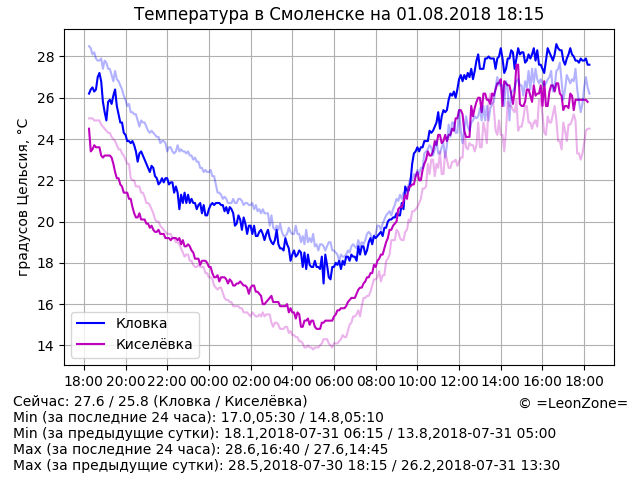 Температура в Смоленске на 01.08.2018 18:15
градусов Цельсия, °C
28
26
24
22
20
18
16
14
Кловка
Киселёвка
18:00 20:00 22:00 00:00 02:00 04:00 06:00 08:00 10:00 12:00 14:00 16:00 18:00
Сейчас: 27.6 / 25.8 (Кловка / Киселёвка)
© =LeonZone=
Min (за последние 24 часа): 17.0,05:30 / 14.8,05:10
Min (за предыдущие сутки): 18.1,2018-07-31 06:15 / 13.8,2018-07-31 05:00
Max (за последние 24 часа): 28.6,16:40 / 27.6,14:45
Max (за предыдущие сутки): 28.5,2018-07-30 18:15 / 26.2,2018-07-31 13:30